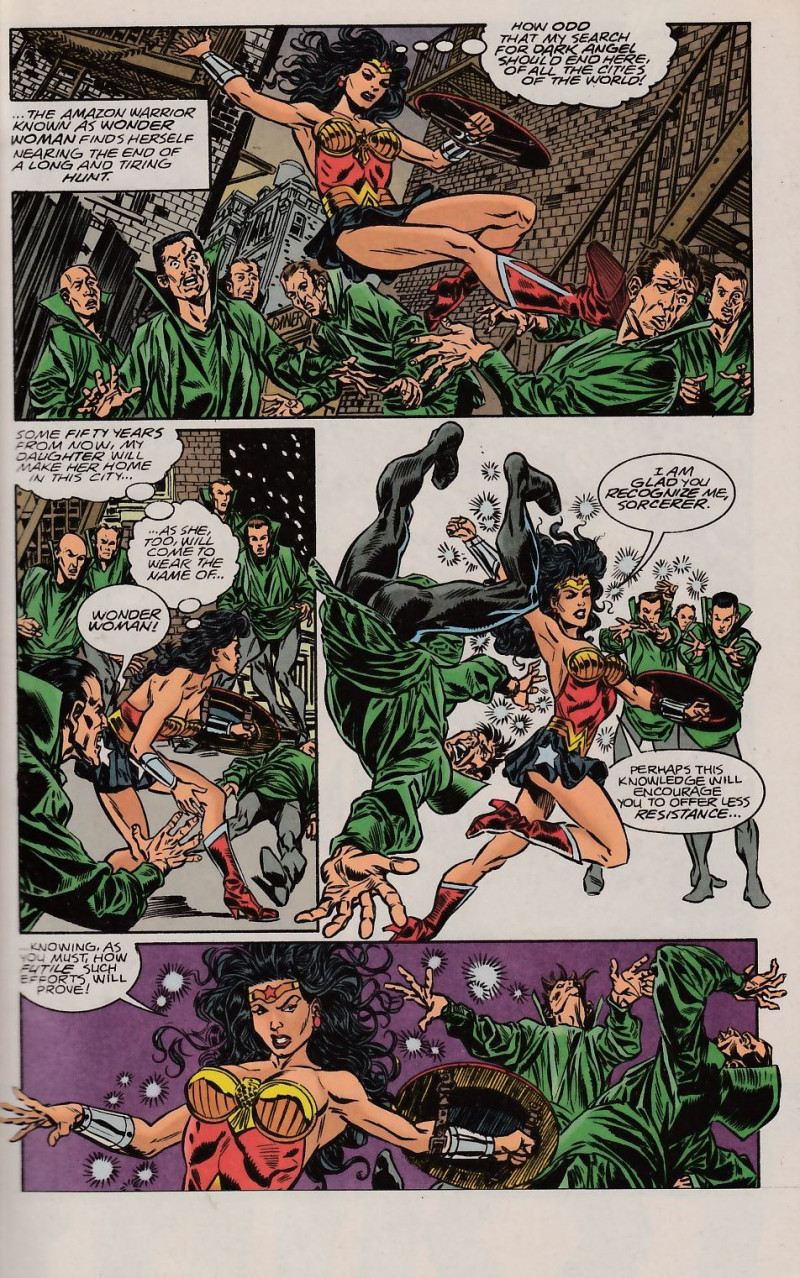 ...THE AMAZON WARRIOR
KNOWN AS WONDER
WOMAN FINDS HERSELF
NEARING THE END OF
A LONG AND TIRING
HUNT.
HOW ODD
THAT MY SEARCH
FOR DARK ANGEL
SHOULD END HERE,
OF ALL THE CITIES
OF THE WORLD!
DINER
SOME FIFTY YEARS
FROM NOW, MY
DAUGHTER WILL
MAKE HER HOME
IN THIS CITY...
...AS SHE,
TOO, WILL
COME TO
WEAR THE
NAME OF...
WONDER
WOMAN!
I AM
GLAD YOU
RECOGNIZE ME,
SORCERER.
PERHAPS THIS
KNOWLEDGE WILL
ENCOURAGE
YOU TO OFFER LESS
RESISTANCE...
...KNOWING, AS
YOU MUST, HOW
FUTILE SUCH
EFFORTS WILL
PROVE!